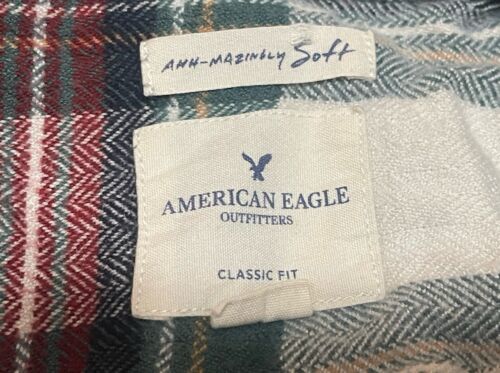 AHH-MAZINGLY Soft
AMERICAN EAGLE
OUTFITTERS
CLASSIC FIT